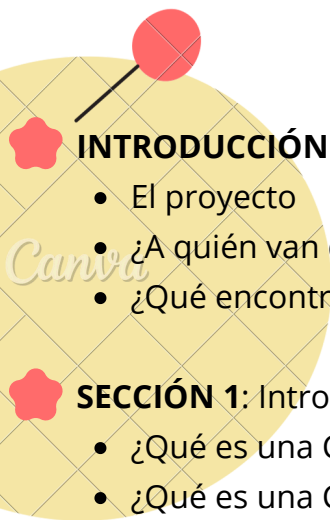 INTRODUCCIÓN
El proyecto
¿A quién van
Canva
¿Qué encontr
SECCIÓN 1: Intro
¿Qué es una
¿Qué es una